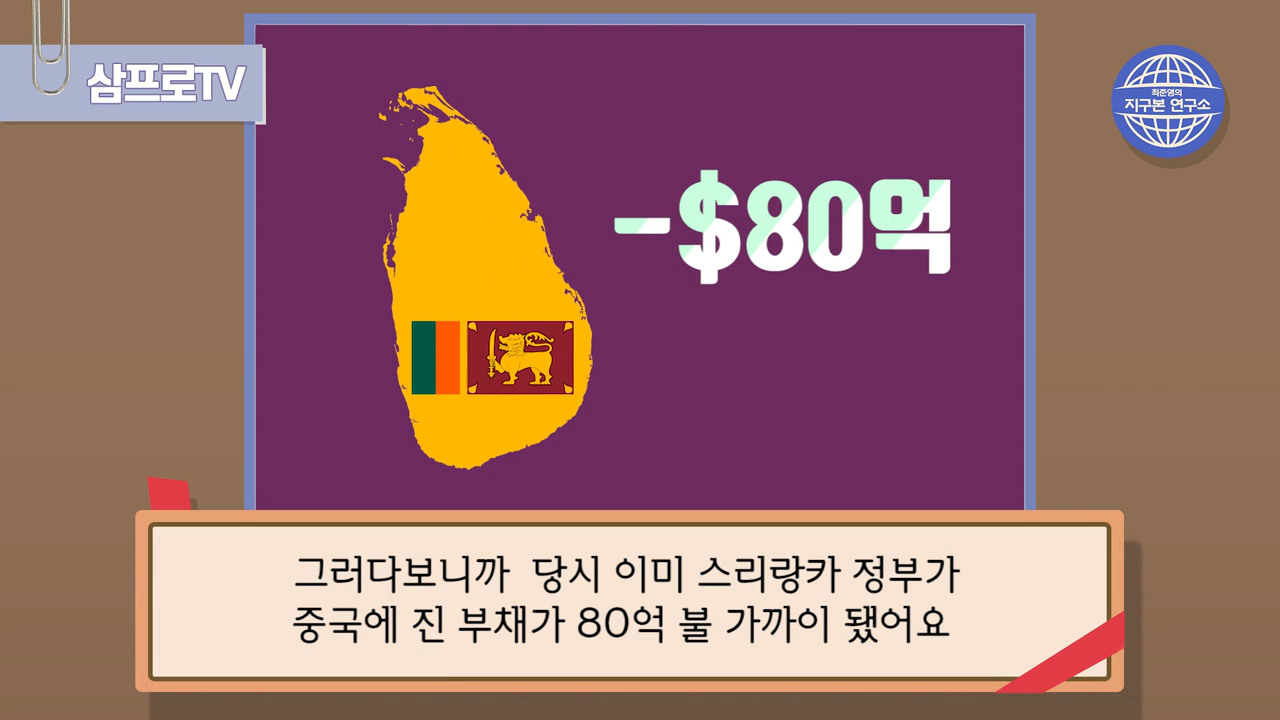 삼프로TV
최준영의
지구본 연구소
-$80억
그러다보니까 당시 이미 스리랑카 정부가
중국에 진 부채가 80억 불 가까이 됐어요